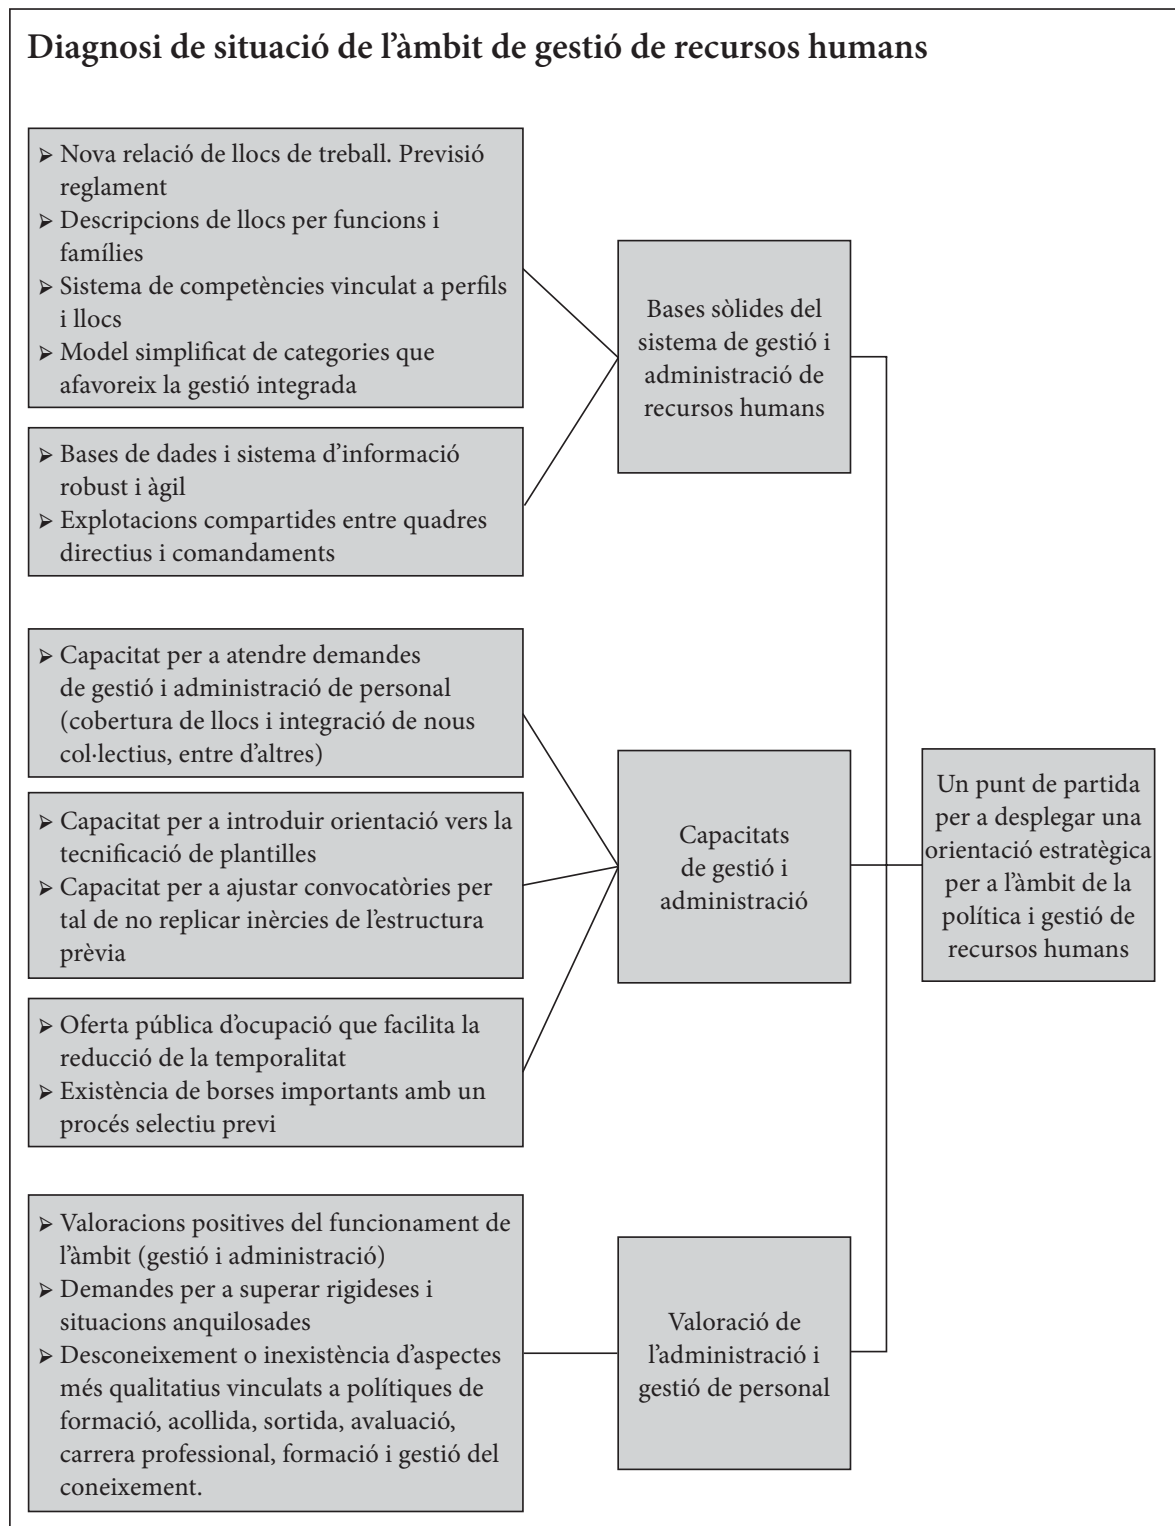 Diagnosi de situació de l’àmbit de gestió de recursos humans
➢ Nova relació de llocs de treball. Previsió
reglament
➢ Descripcions de llocs per funcions i
famílies
➢ Sistema de competències vinculat a perfils
i llocs
➢ Model simplificat de categories que
afavoreix la gestió integrada
➢ Bases de dades i sistema d’informació
robust i àgil
➢ Explotacions compartides entre quadres
directius i comandaments
Bases sòlides del
sistema de gestió i
administració de
recursos humans
➢ Capacitat per a atendre demandes
de gestió i administració de personal
(cobertura de llocs i integració de nous
col·lectius, entre d’altres)
➢ Capacitat per a introduir orientació vers la
tecnificació de plantilles
➢ Capacitat per a ajustar convocatòries per
tal de no replicar inèrcies de l’estructura
prèvia
➢ Oferta pública d’ocupació que facilita la
reducció de la temporalitat
➢ Existència de borses importants amb un
procés selectiu previ
Capacitats
de gestió i
administració
➢ Valoracions positives del funcionament de
l’àmbit (gestió i administració)
➢ Demandes per a superar rigideses i
situacions anquilosades
➢ Desconeixement o inexistència d’aspectes
més qualitatius vinculats a polítiques de
formació, acollida, sortida, avaluació,
carrera professional, formació i gestió del
coneixement.
Valoració de
l’administració i
gestió de personal
Un punt de partida
per a desplegar una
orientació estratègica
per a l’àmbit de la
política i gestió de
recursos humans